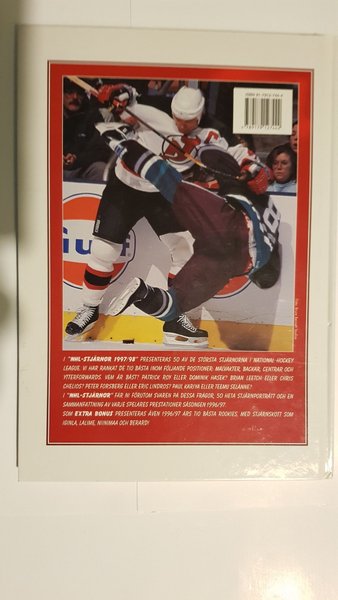 Gulf
I "NHL-STJÄRNOR 1997/98" PRESENTERAS 50 AV DE STÖRSTA STJÄRNORNA I NATIONAL HOCKEY
LEAGUE. VI HAR RANKAT DE TIO BÄSTA INOM FÖLJANDE POSITIONER: MÅLVAKTER, BACKAR, CENTRAR OCH
YTTERFORWARDS. VEM ÄR BÄST? PATRICK ROY ELLER DOMINIK HASEK? BRIAN LEETCH ELLER CHRIS
CHELIOS? PETER FORSBERG ELLER ERIC LINDROS? PAUL KARIYA ELLER TEEMU SELÄNNE?
I "NHL-STJÄRNOR" FÅR NI FÖRUTOM SVAREN PÅ DESSA FRÅGOR, 50 HETA STJÄRNPORTRÄTT OCH EN
SAMMANFATTNING AV VARJE SPELARES PRESTATIONER SÄSONGEN 1996/97.
SOM EXTRA BONUS PRESENTERAS ÄVEN 1996/97 ÅRS TIO BÄSTA ROOKIES, MED STJÄRNSKOTT SOM
IGINLA, LALIME, NIINIMAA OCH BERARD!